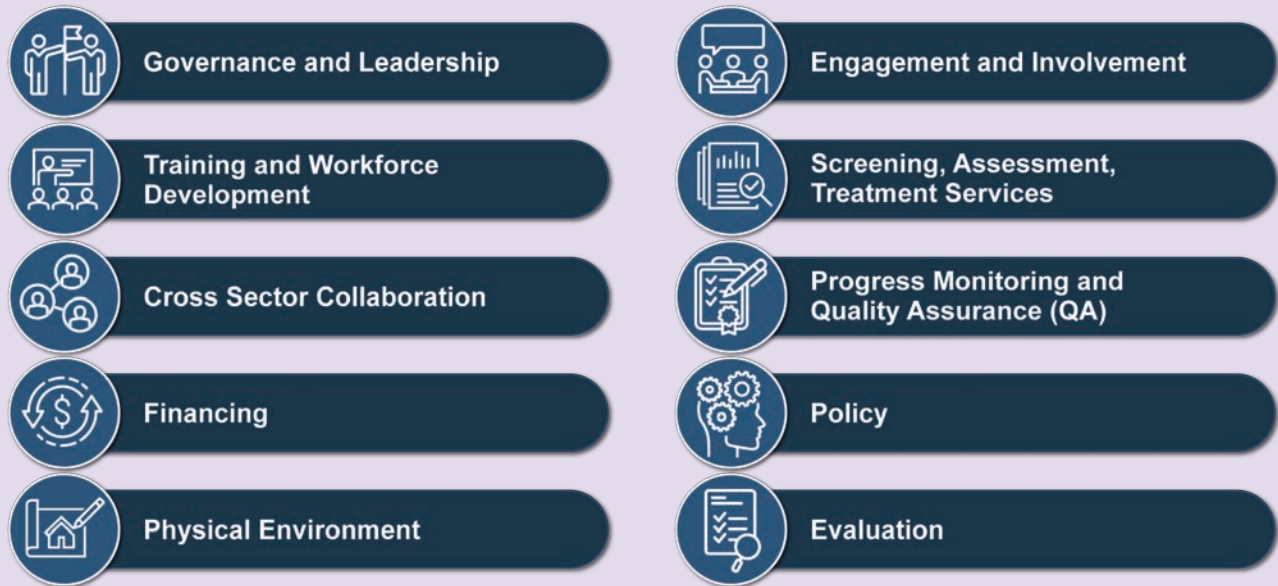 Governance and Leadership
Training and Workforce
Development
Cross Sector Collaboration
Financing
Physical Environment
Engagement and Involvement
Screening, Assessment,
Treatment Services
Progress Monitoring and
Quality Assurance (QA)
Policy
Evaluation